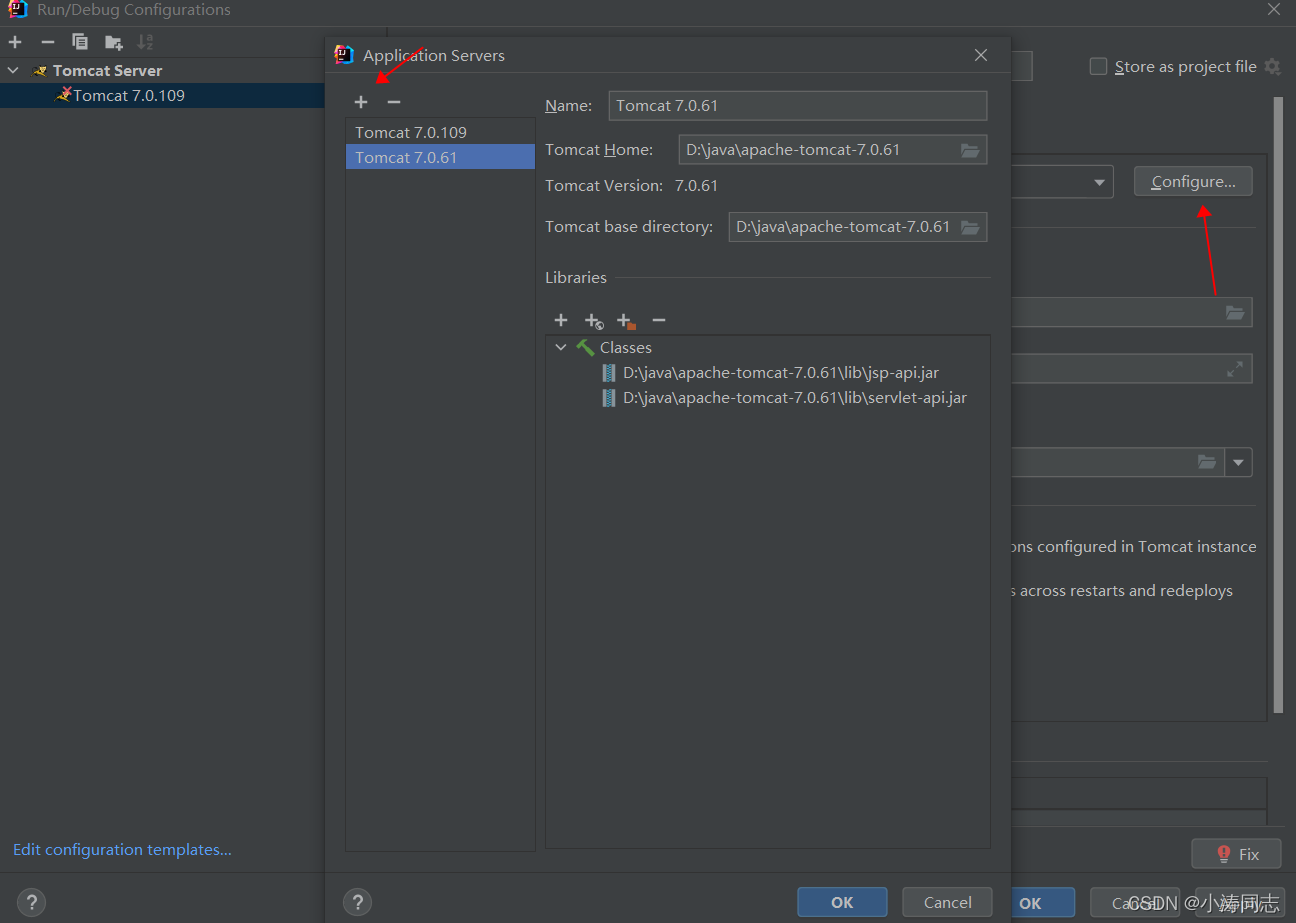 Run/Debug Configurations
Tomcat Server
Tomcat 7.0.109
Edit configuration templates...
?
Application Servers
Tomcat 7.0.109
Tomcat 7.0.61
Name: Tomcat 7.0.61
Tomcat Home: D:\java\apache-tomcat-7.0.61
Tomcat Version: 7.0.61
Tomcat base directory: D:\java\apache-tomcat-7.0.61
Libraries
Classes
D:\java\apache-tomcat-7.0.61\lib\jsp-api.jar
D:\java\apache-tomcat-7.0.61\lib\servlet-api.jar
?
OK
Cancel
Store as project file
Configure...
configured in Tomcat instance
across restarts and redeploys
Fix
OK
CSDN @小涛同志